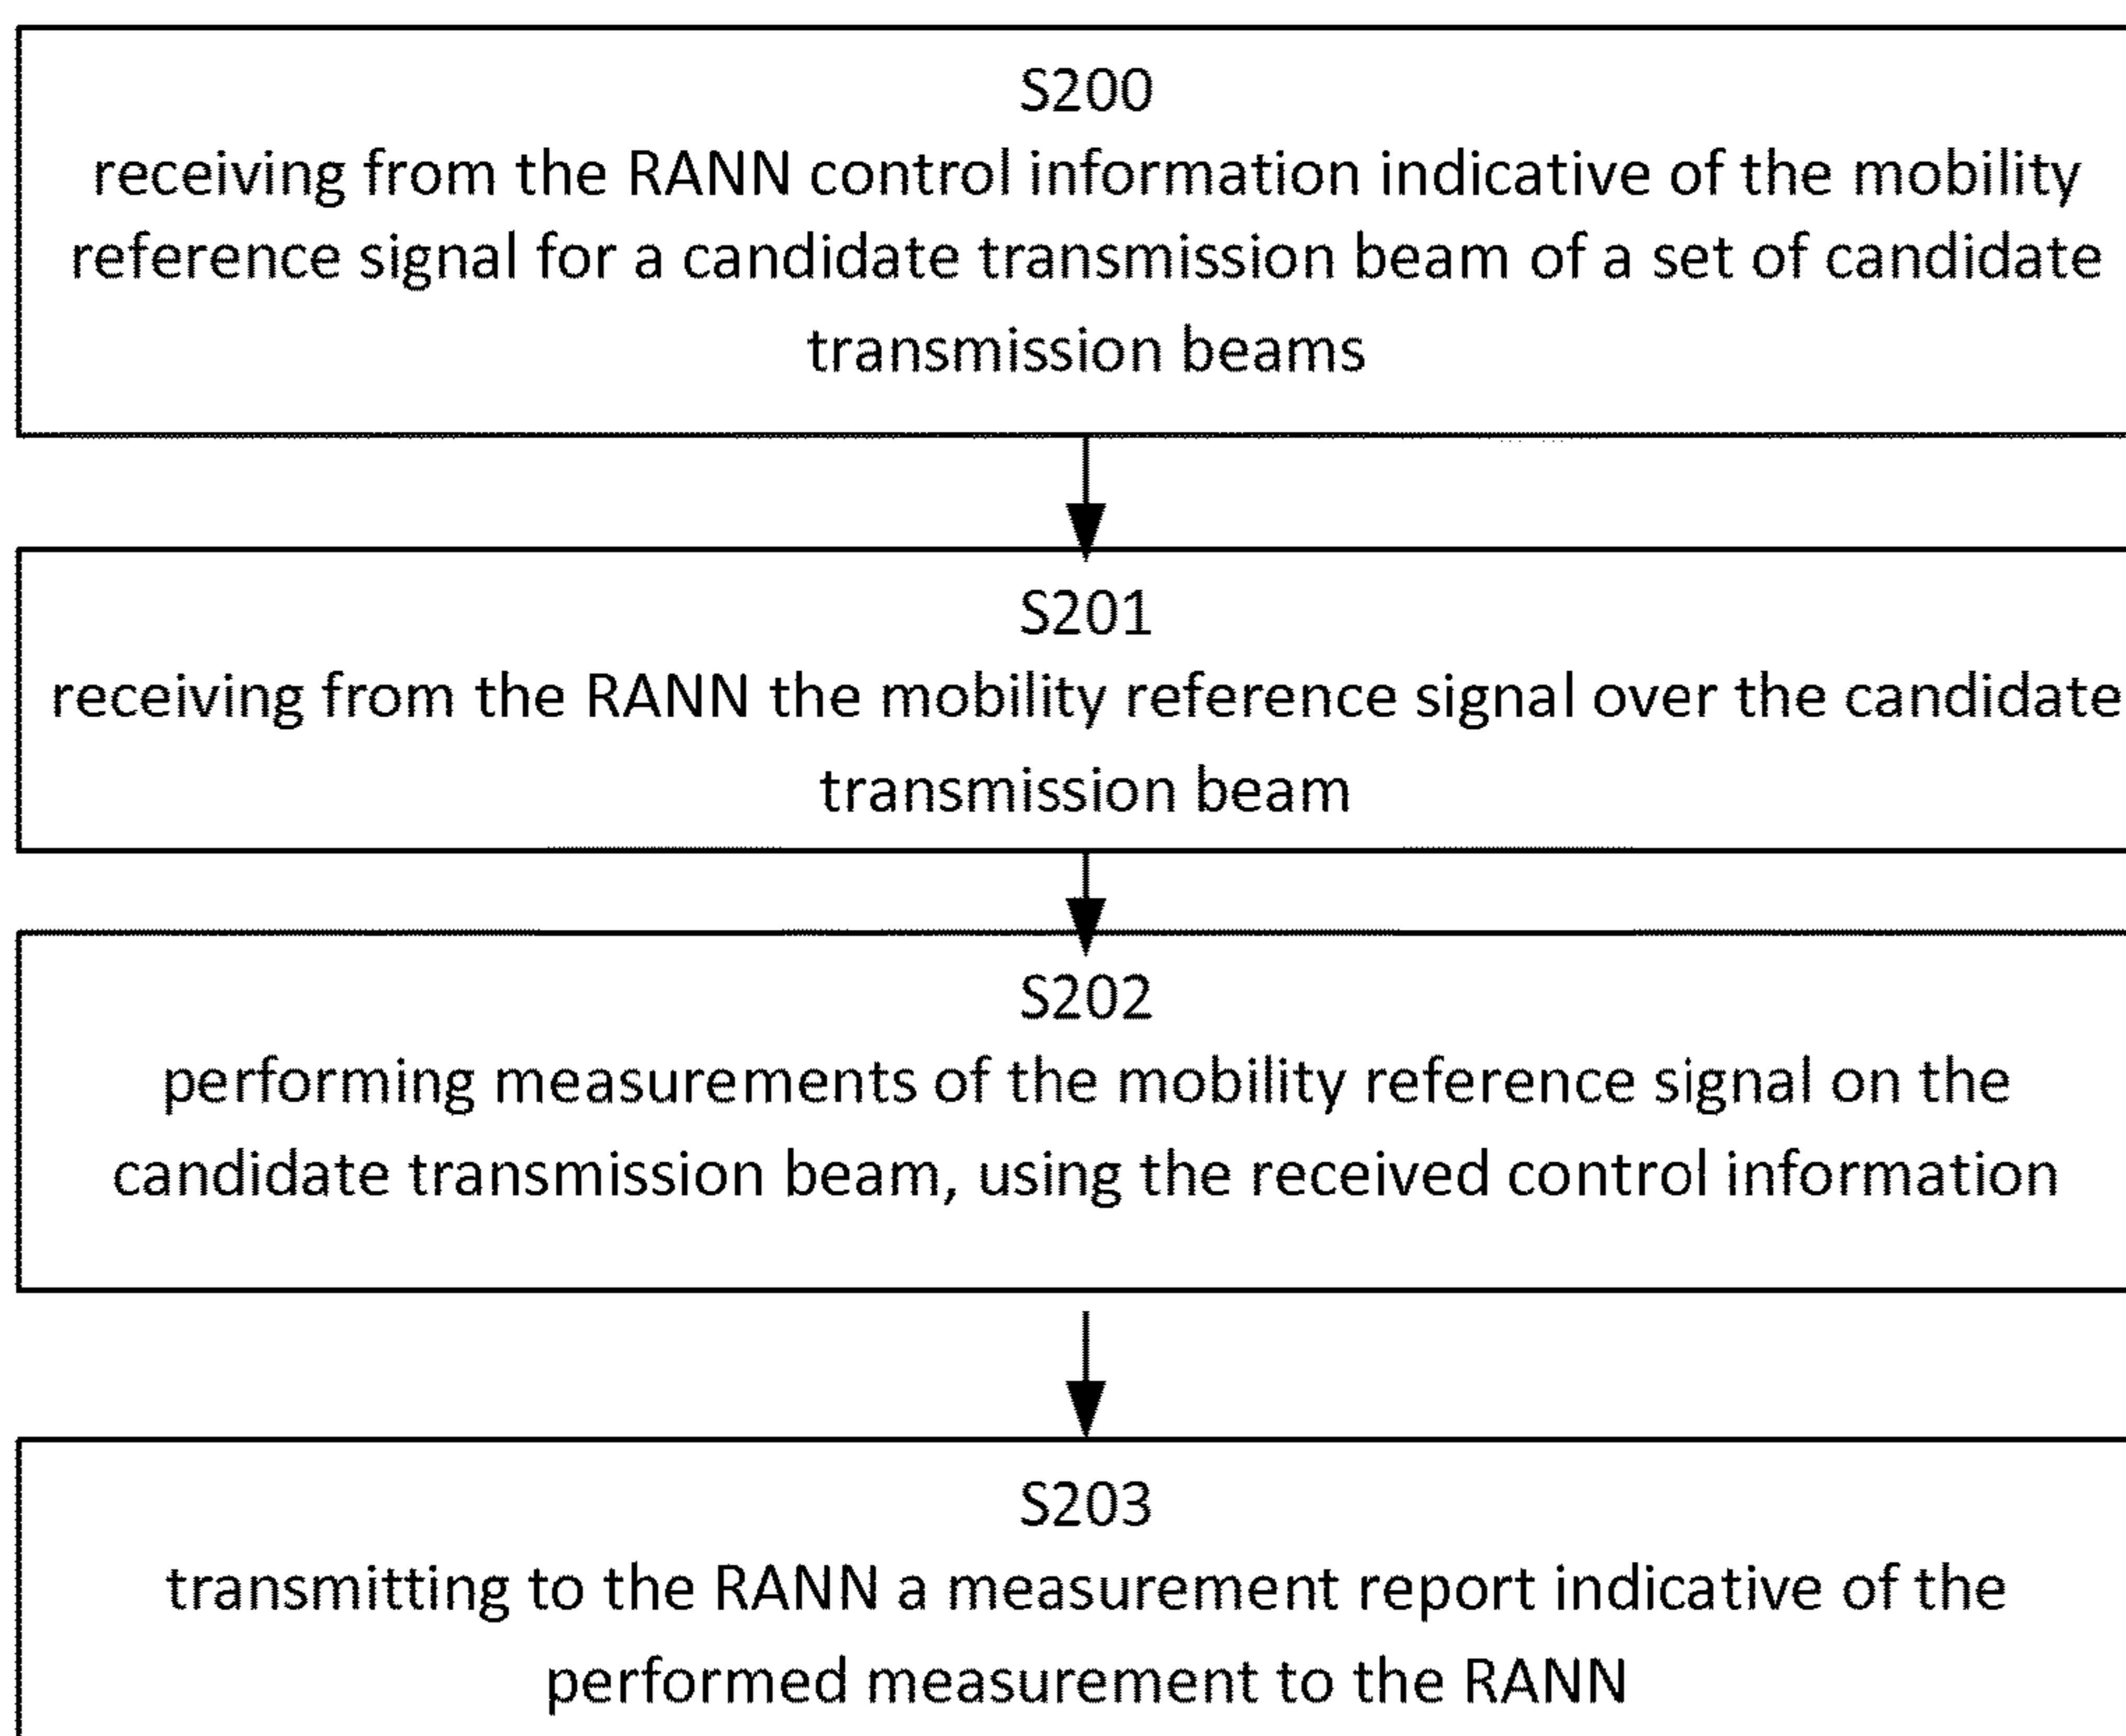 S200
receiving from the RANN control information indicative of the mobility
reference signal for a candidate transmission beam of a set of candidate
transmission beams
S201
receiving from the RANN the mobility reference signal over the candidate
transmission beam
S202
performing measurements of the mobility reference signal on the
candidate transmission beam, using the received control information
S203
transmitting to the RANN a measurement report indicative of the
performed measurement to the RANN